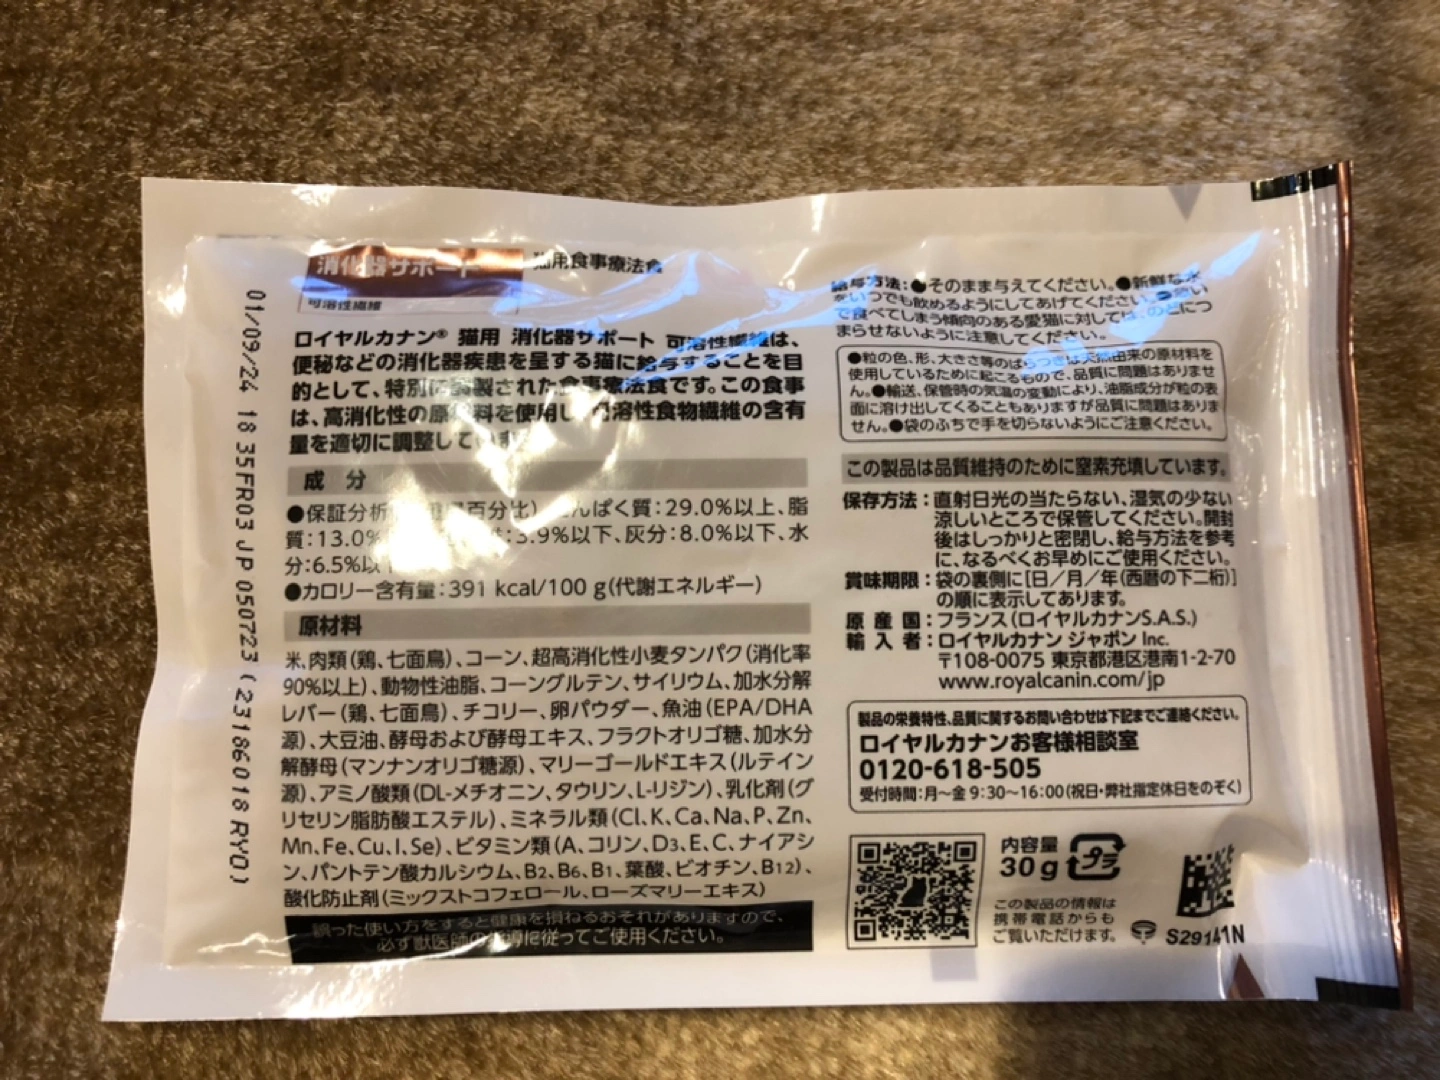 消化器サポート
猫用食事療法食
可溶性繊維
ロイヤルカナン® 猫用 消化器サポート 可溶性繊維は、
便秘などの消化器疾患を呈する猫に給与することを目
的として、特別に調製された食事療法食です。この食事
は、高消化性の原材料を使用し、可溶性食物繊維の含有
量を適切に調整しています
成 分
●保証分析 百分比) たんぱく質:29.0%以上、脂
質:13.0% :3.9%以下、灰分:8.0%以下、水
分:6.5%以
●カロリー含有量:391 kcal/100 g(代謝エネルギー)
原材料
米、肉類(鶏、七面鳥)、コーン、超高消化性小麦タンパク(消化率
90%以上)、動物性油脂、コーングルテン、サイリウム、加水分解
レバー(鶏、七面鳥)、チコリー、卵パウダー、魚油(EPA/DHA
源)、大豆油、酵母および酵母エキス、フラクトオリゴ糖、加水分
解酵母(マンナンオリゴ糖源)、マリーゴールドエキス(ルテイン
源)、アミノ酸類(DL-メチオニン、タウリン、L-リジン)、乳化剤(グ
リセリン脂肪酸エステル)、ミネラル類(Cl、K、Ca、Na、P、Zn、
Mn、Fe、Cu、I、Se)、ビタミン類(A、コリン、D3、E、C、ナイアシ
ン、パントテン酸カルシウム、B2、B6、B1、葉酸、ビオチン、B12)、
酸化防止剤(ミックストコフェロール、ローズマリーエキス)
誤った使い方をすると健康を損ねるおそれがありますので、
必ず獣医師の指導に従ってご使用ください。
01/09/24 18 35FR03 JP 050723 (23186018 RYO)
給与方法:●そのまま与えてください。●新鮮な水
をいつでも飲めるようにしてあげてください。●急い
で食べてしまう傾向のある愛猫に対しては、のどにつ
まらせないように注意してください。
●粒の色、形、大きさ等のばらつきは天然由来の原材料を
使用しているために起こるもので、品質に問題はありませ
ん。●輸送、保管時の気温の変動により、油脂成分が粒の表
面に溶け出してくることもありますが品質に問題はありま
せん。●袋のふちで手を切らないようにご注意ください。
この製品は品質維持のために窒素充填しています。
保存方法:直射日光の当たらない、湿気の少ない
涼しいところで保管してください。開封
後はしっかりと密閉し、給与方法を参考
に、なるべくお早めにご使用ください。
賞味期限:袋の裏側に[日/月/年(西暦の下二桁)]
の順に表示してあります。
原産国:フランス(ロイヤルカナンS.A.S.)
輸入者:ロイヤルカナン ジャポン Inc.
〒108-0075 東京都港区港南1-2-70
www.royalcanin.com/jp
製品の栄養特性、品質に関するお問い合わせは下記までご連絡ください。
ロイヤルカナンお客様相談室
0120-618-505
受付時間:月~金 9:30~16:00(祝日・弊社指定休日をのぞく)
内容量
30g
プラ
この製品の情報は
携帯電話からも
ご覧いただけます。
S29141N